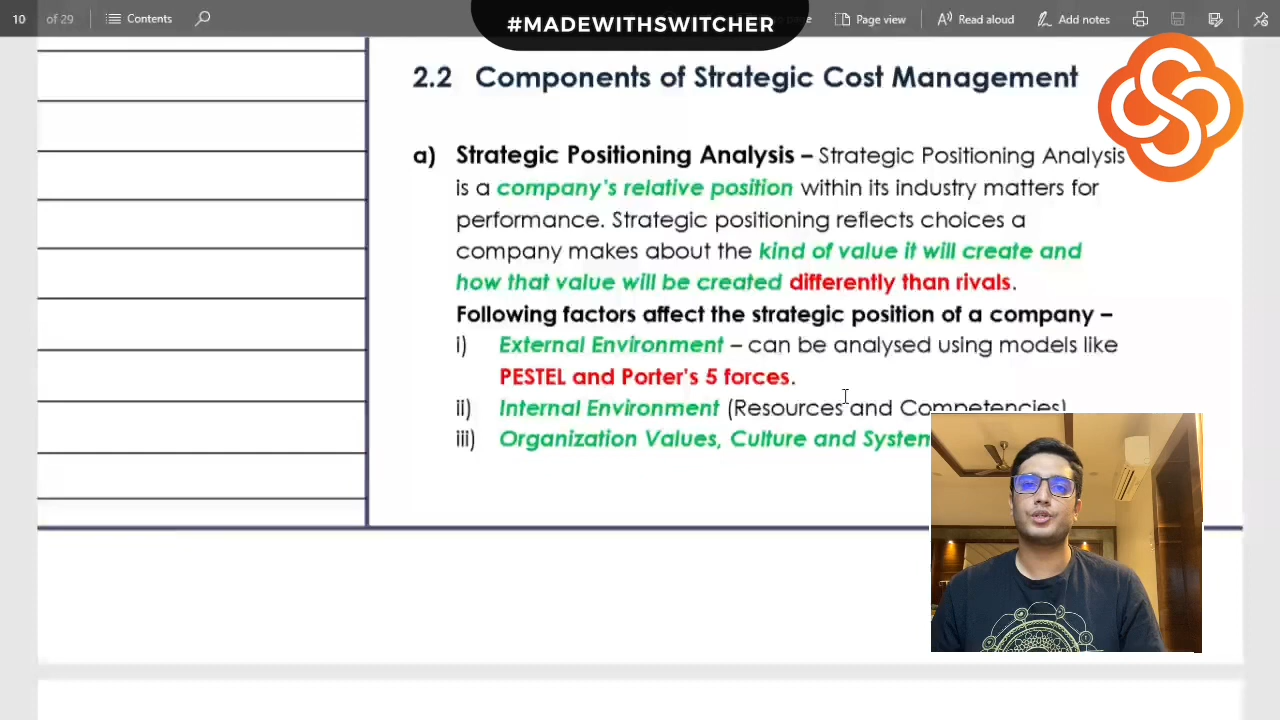 10 of 29 Contents Page view Read aloud Add notes
#MADEWITHSWITCHER
2.2 Components of Strategic Cost Management
a) Strategic Positioning Analysis – Strategic Positioning Analysis
is a company's relative position within its industry matters for
performance. Strategic positioning reflects choices a
company makes about the kind of value it will create and
how that value will be created differently than rivals.
Following factors affect the strategic position of a company –
i) External Environment – can be analysed using models like
PESTEL and Porter's 5 forces.
ii) Internal Environment (Resources and Competencies)
iii) Organization Values, Culture and System